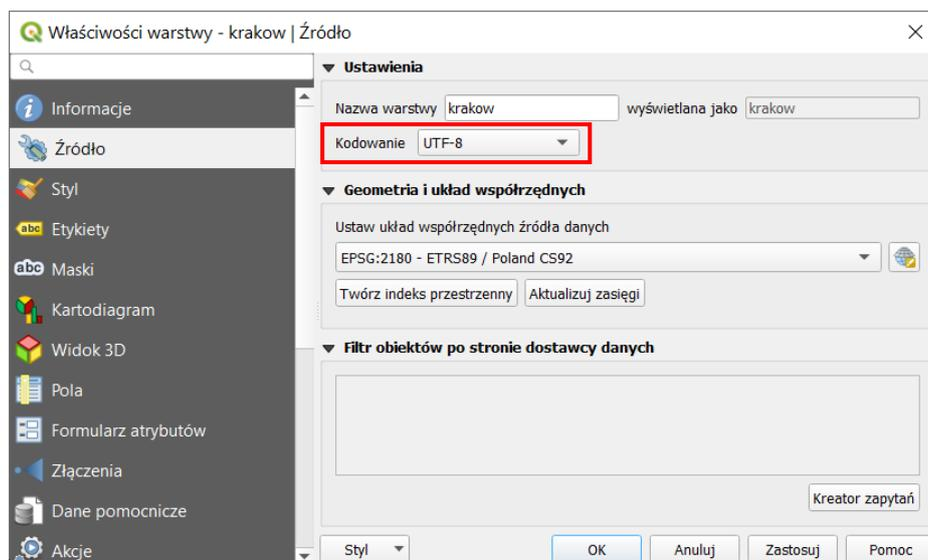 Właściwości warstwy - krakow | Źródło
Informacje
Źródło
Styl
abc Etykiety
abc Maski
Kartodiagram
Widok 3D
Pola
Formularz atrybutów
Złączenia
Dane pomocnicze
Akcje
Ustawienia
Nazwa warstwy krakow wyświetlana jako krakow
Kodowanie UTF-8
Geometria i układ współrzędnych
Ustaw układ współrzędnych źródła danych
EPSG:2180 - ETRS89 / Poland CS92
Twórz indeks przestrzenny Aktualizuj zasięgi
Filtr obiektów po stronie dostawcy danych
Kreator zapytań
Styl OK Anuluj Zastosuj Pomoc